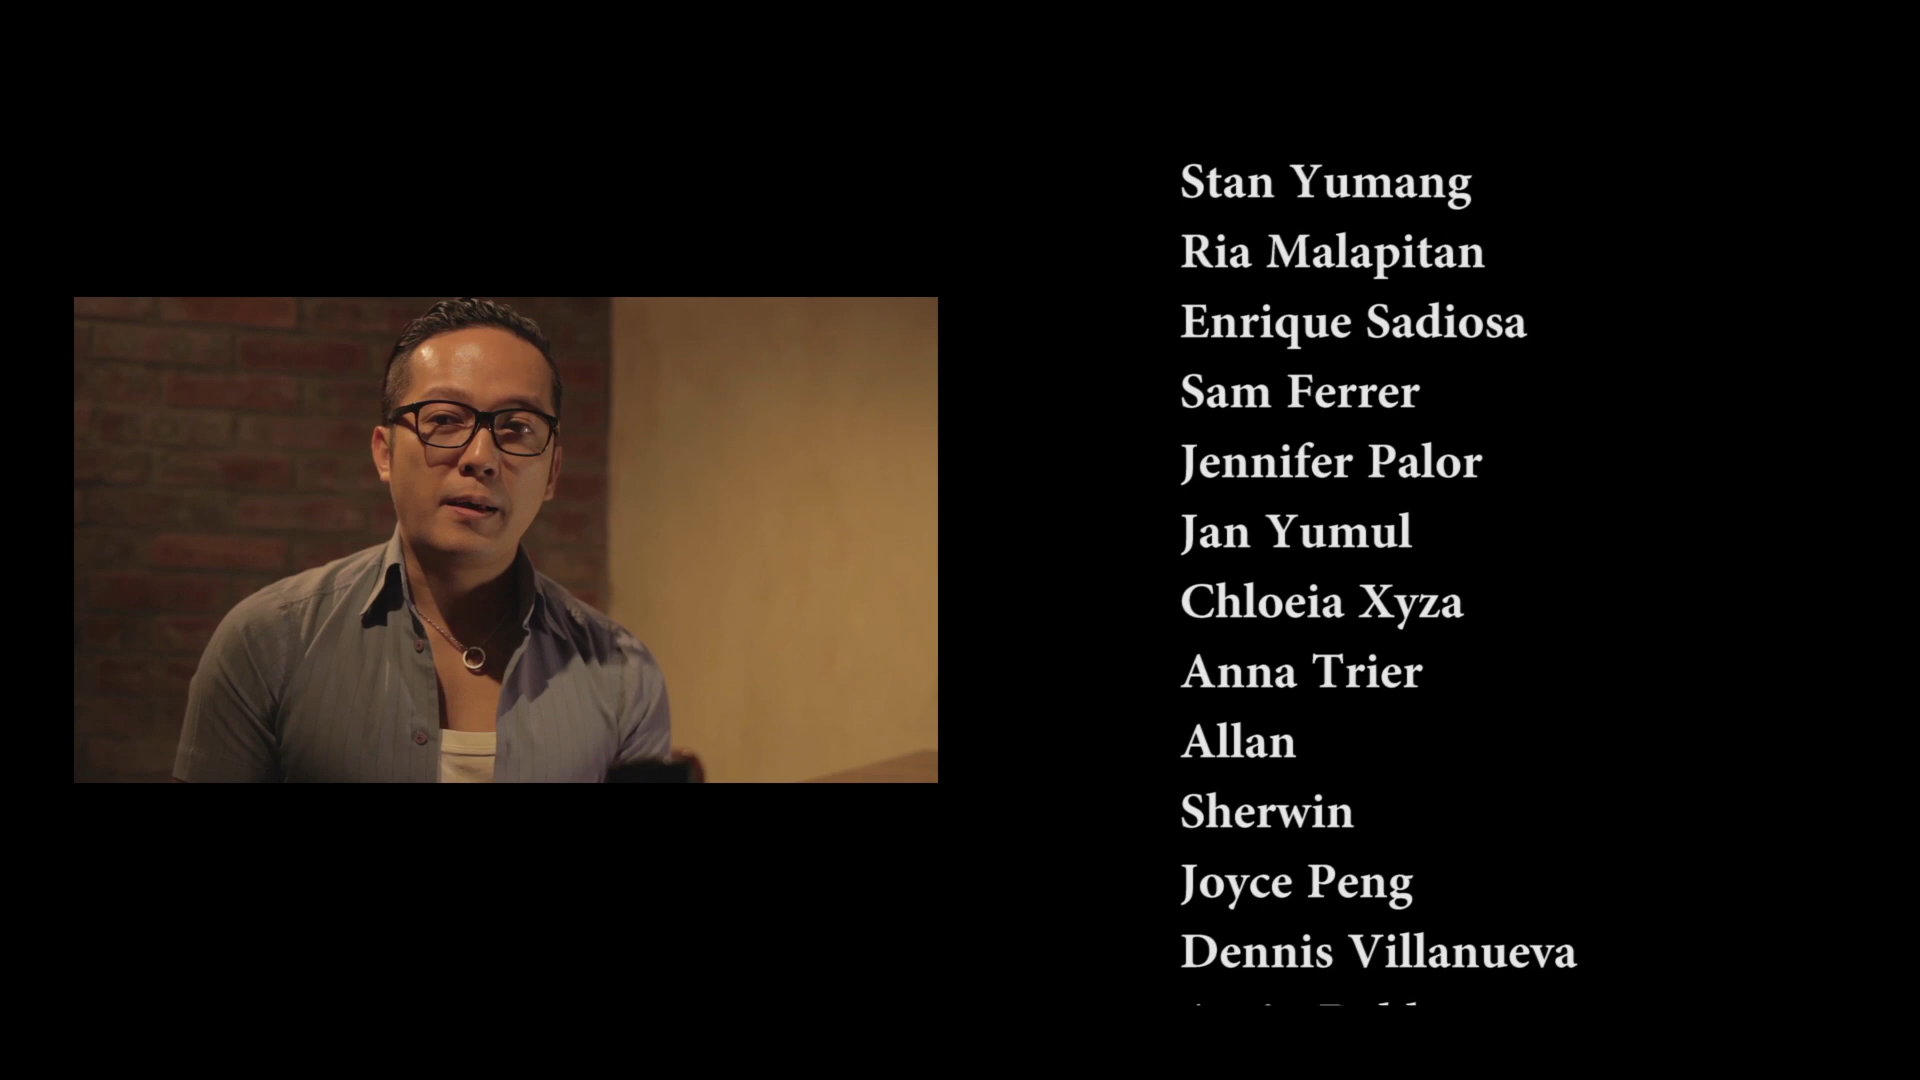 Stan Yumang
Ria Malapitan
Enrique Sadiosa
Sam Ferrer
Jennifer Palor
Jan Yumul
Chloeia Xyza
Anna Trier
Allan
Sherwin
Joyce Peng
Dennis Villanueva